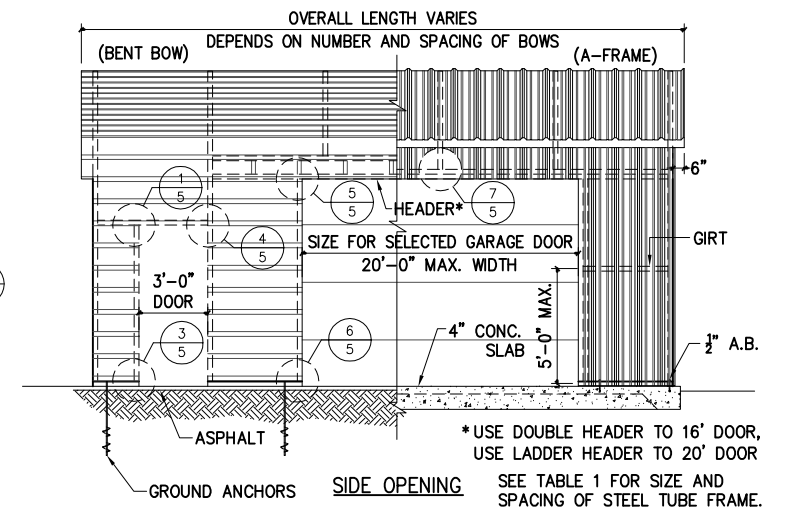 OVERALL LENGTH VARIES
DEPENDS ON NUMBER AND SPACING OF BOWS
(BENT BOW)
(A-FRAME)
1
5
5
5
7
5
6"
HEADER*
4
5
GIRT
SIZE FOR SELECTED GARAGE DOOR
20'-0" MAX. WIDTH
3'-0"
DOOR
5'-0" MAX.
3
5
6
5
4" CONC.
SLAB
½" A.B.
ASPHALT
*USE DOUBLE HEADER TO 16' DOOR,
USE LADDER HEADER TO 20' DOOR
GROUND ANCHORS
SIDE OPENING
SEE TABLE 1 FOR SIZE AND
SPACING OF STEEL TUBE FRAME.